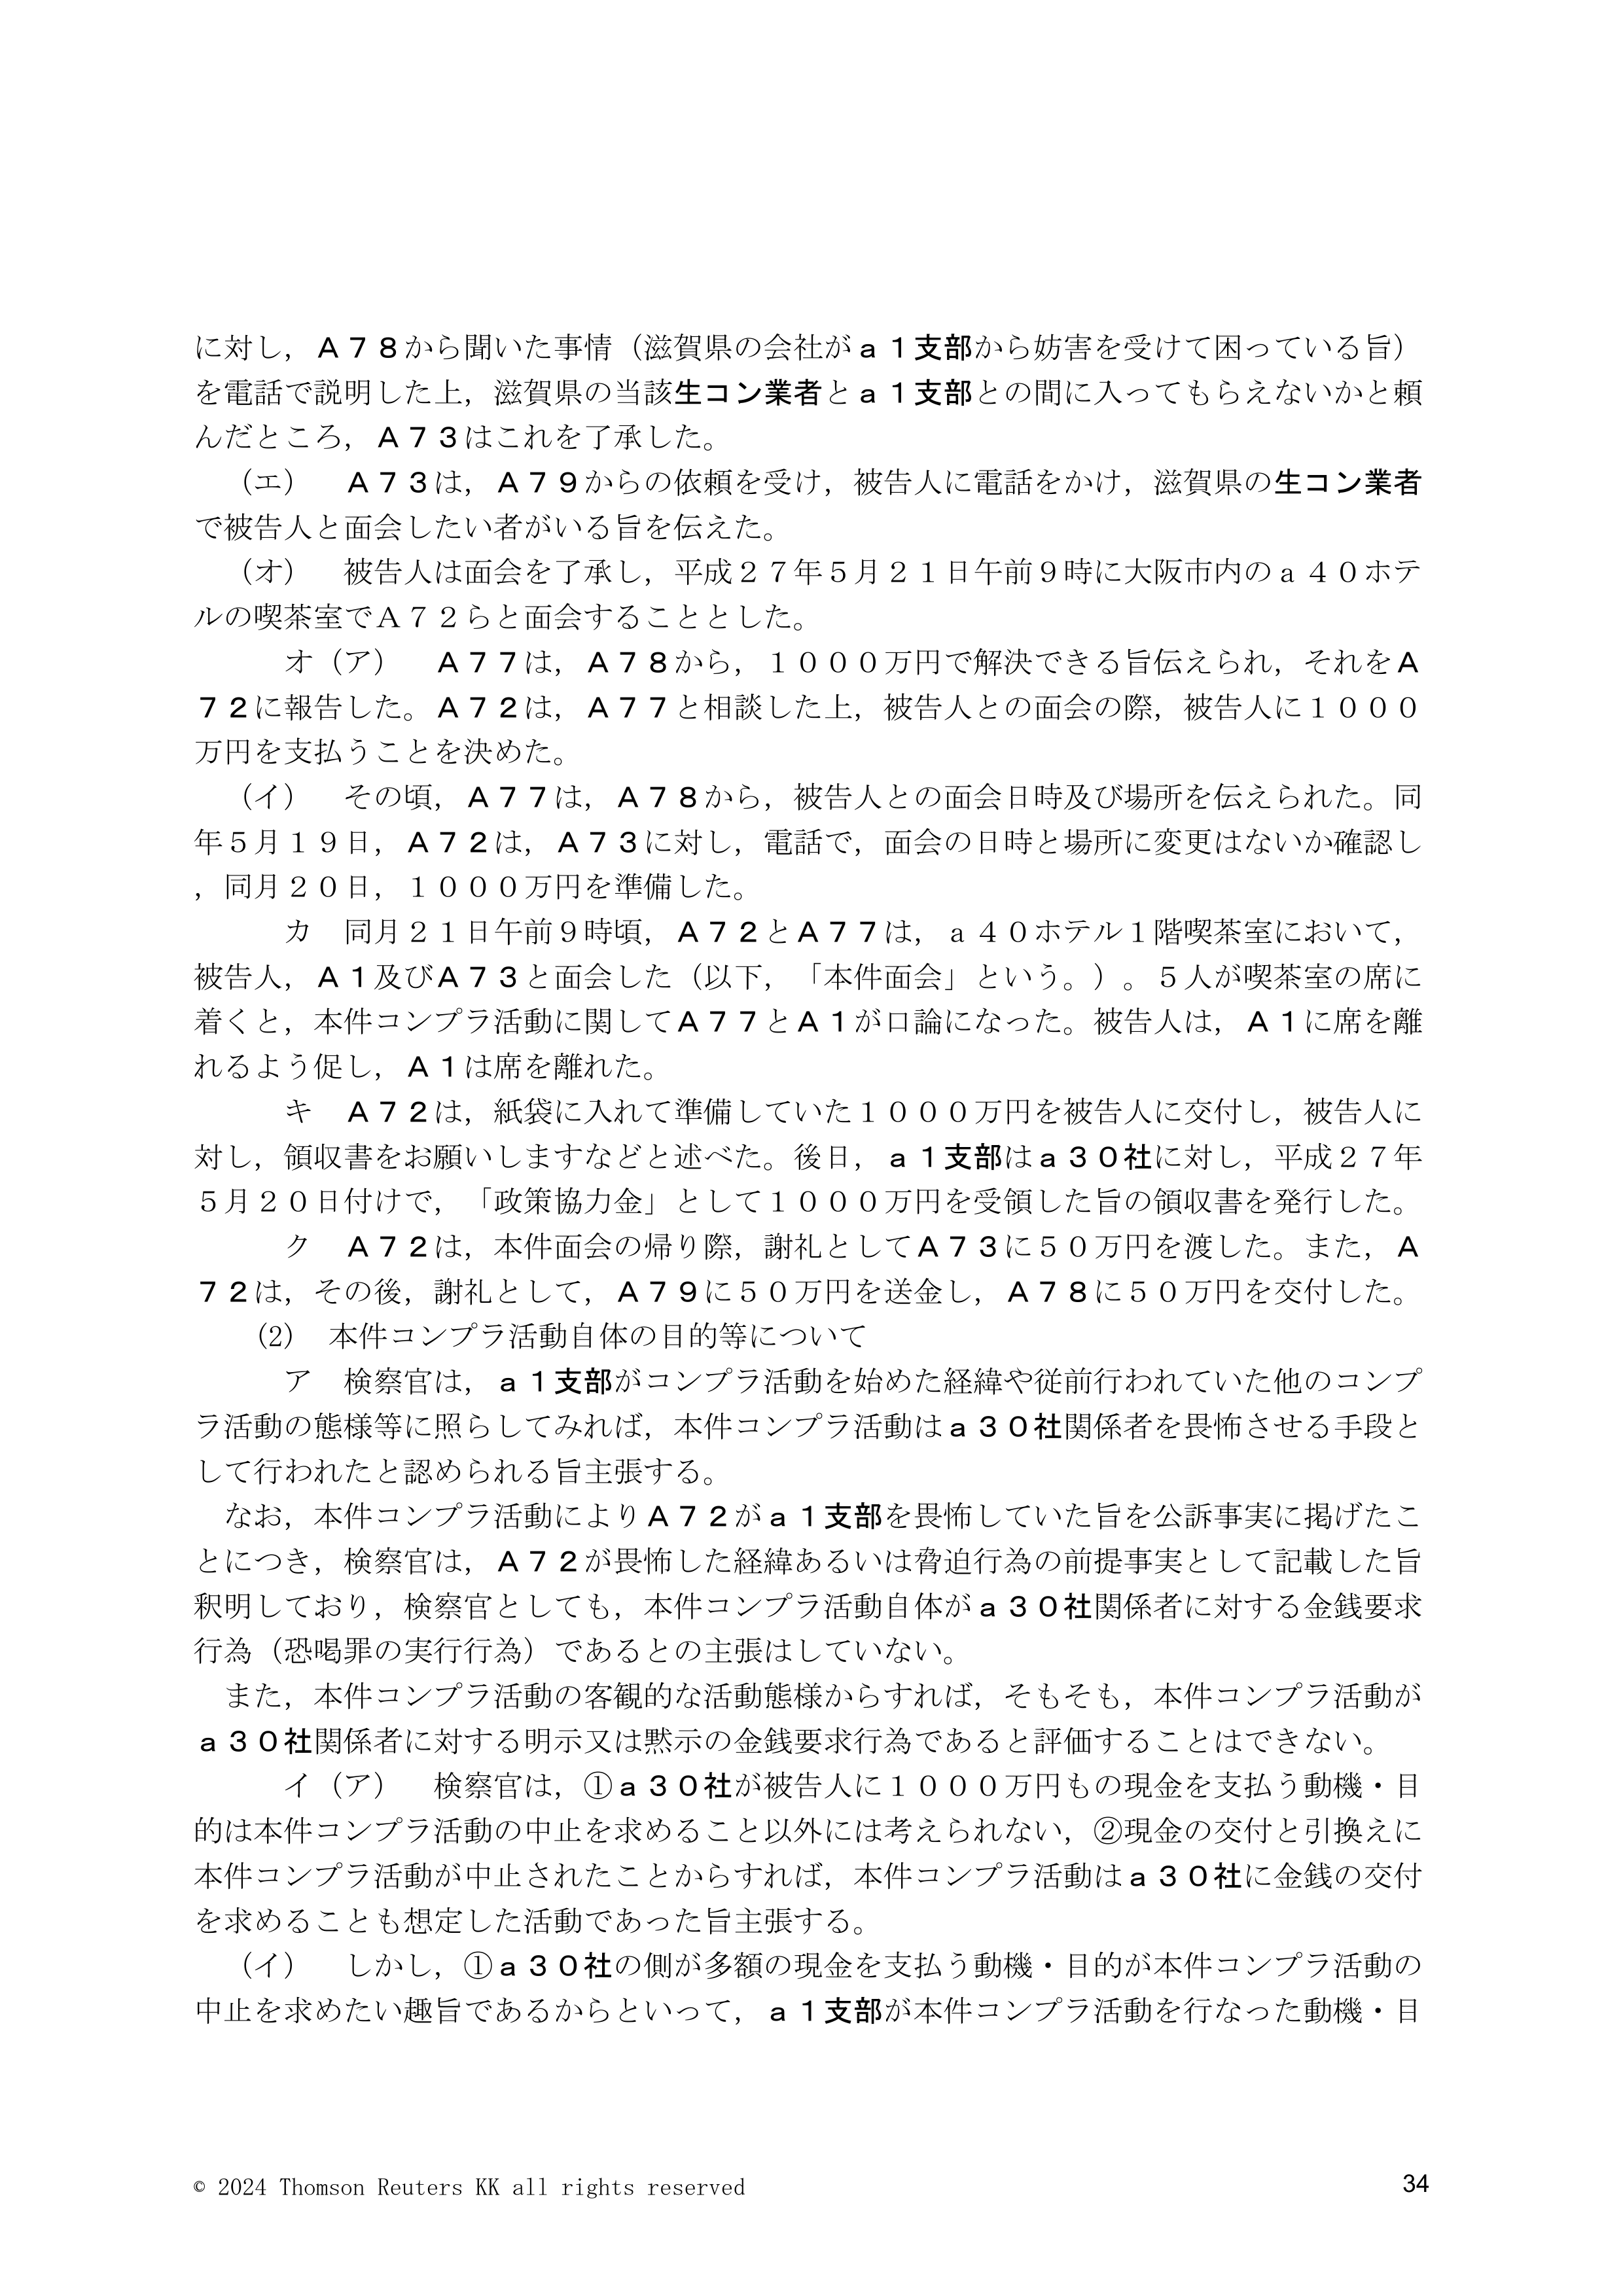 に対し，Ａ７８から聞いた事情（滋賀県の会社がａ１支部から妨害を受けて困っている旨）
を電話で説明した上，滋賀県の当該生コン業者とａ１支部との間に入ってもらえないかと頼
んだところ，Ａ７３はこれを了承した。
（エ）　Ａ７３は，Ａ７９からの依頼を受け，被告人に電話をかけ，滋賀県の生コン業者
で被告人と面会したい者がいる旨を伝えた。
（オ）　被告人は面会を了承し，平成２７年５月２１日午前９時に大阪市内のａ４０ホテ
ルの喫茶室でＡ７２らと面会することとした。
オ（ア）　Ａ７７は，Ａ７８から，１０００万円で解決できる旨伝えられ，それをＡ
７２に報告した。Ａ７２は，Ａ７７と相談した上，被告人との面会の際，被告人に１０００
万円を支払うことを決めた。
（イ）　その頃，Ａ７７は，Ａ７８から，被告人との面会日時及び場所を伝えられた。同
年５月１９日，Ａ７２は，Ａ７３に対し，電話で，面会の日時と場所に変更はないか確認し
，同月２０日，１０００万円を準備した。
カ　同月２１日午前９時頃，Ａ７２とＡ７７は，ａ４０ホテル１階喫茶室において，
被告人，Ａ１及びＡ７３と面会した（以下，「本件面会」という。）。５人が喫茶室の席に
着くと，本件コンプラ活動に関してＡ７７とＡ１が口論になった。被告人は，Ａ１に席を離
れるよう促し，Ａ１は席を離れた。
キ　Ａ７２は，紙袋に入れて準備していた１０００万円を被告人に交付し，被告人に
対し，領収書をお願いしますなどと述べた。後日，ａ１支部はａ３０社に対し，平成２７年
５月２０日付けで，「政策協力金」として１０００万円を受領した旨の領収書を発行した。
ク　Ａ７２は，本件面会の帰り際，謝礼としてＡ７３に５０万円を渡した。また，Ａ
７２は，その後，謝礼として，Ａ７９に５０万円を送金し，Ａ７８に５０万円を交付した。
(2)　本件コンプラ活動自体の目的等について
ア　検察官は，ａ１支部がコンプラ活動を始めた経緯や従前行われていた他のコンプ
ラ活動の態様等に照らしてみれば，本件コンプラ活動はａ３０社関係者を畏怖させる手段と
して行われたと認められる旨主張する。
なお，本件コンプラ活動によりＡ７２がａ１支部を畏怖していた旨を公訴事実に掲げたこ
とにつき，検察官は，Ａ７２が畏怖した経緯あるいは脅迫行為の前提事実として記載した旨
釈明しており，検察官としても，本件コンプラ活動自体がａ３０社関係者に対する金銭要求
行為（恐喝罪の実行行為）であるとの主張はしていない。
また，本件コンプラ活動の客観的な活動態様からすれば，そもそも，本件コンプラ活動が
ａ３０社関係者に対する明示又は黙示の金銭要求行為であると評価することはできない。
イ（ア）　検察官は，①ａ３０社が被告人に１０００万円もの現金を支払う動機・目
的は本件コンプラ活動の中止を求めること以外には考えられない，②現金の交付と引換えに
本件コンプラ活動が中止されたことからすれば，本件コンプラ活動はａ３０社に金銭の交付
を求めることも想定した活動であった旨主張する。
（イ）　しかし，①ａ３０社の側が多額の現金を支払う動機・目的が本件コンプラ活動の
中止を求めたい趣旨であるからといって，ａ１支部が本件コンプラ活動を行なった動機・目
© 2024 Thomson Reuters KK all rights reserved
34